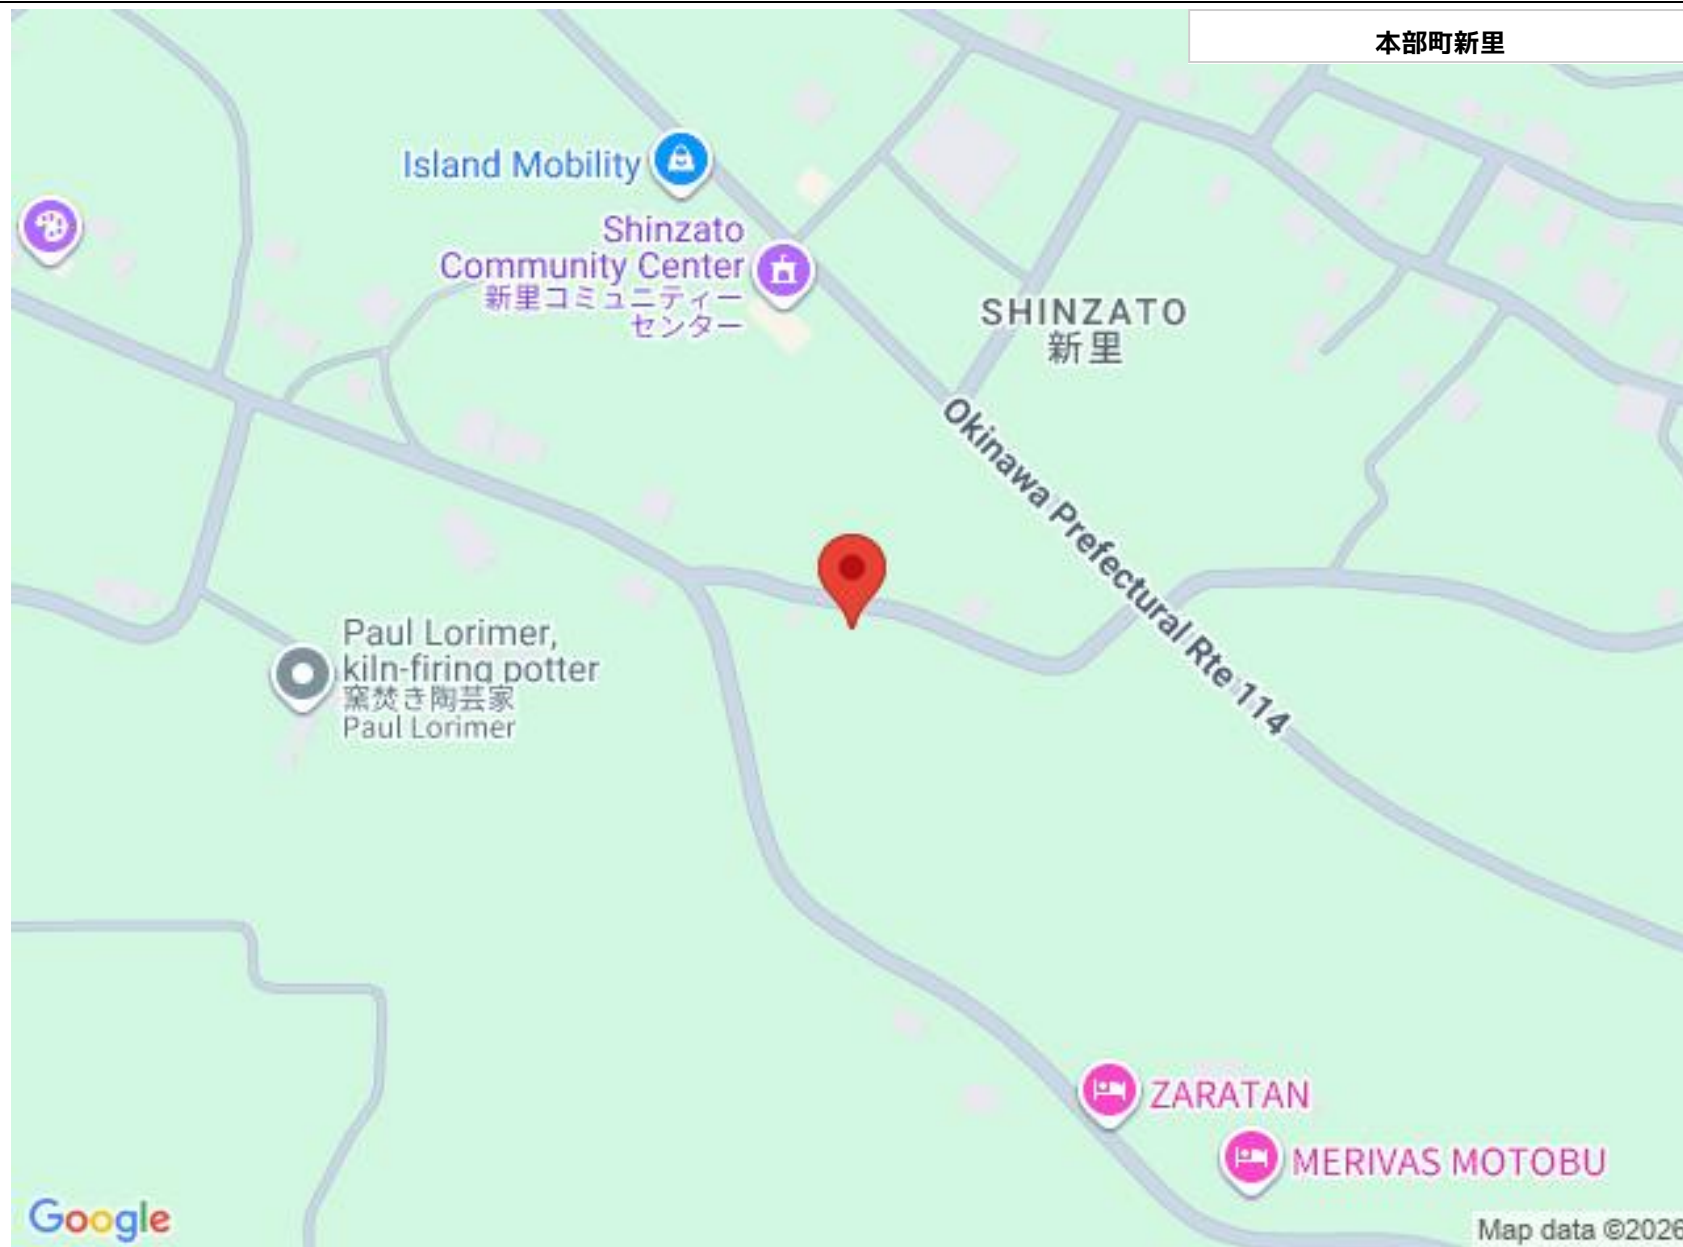 本部町新里
Island Mobility
Shinzato
Community Center
新里コミュニティー
センター
SHINZATO
新里
Okinawa Prefectural Rte 114
Paul Lorimer,
kiln-firing potter
窯焚き陶芸家
Paul Lorimer
ZARATAN
MERIVAS MOTOBU
Google
Map data ©2026